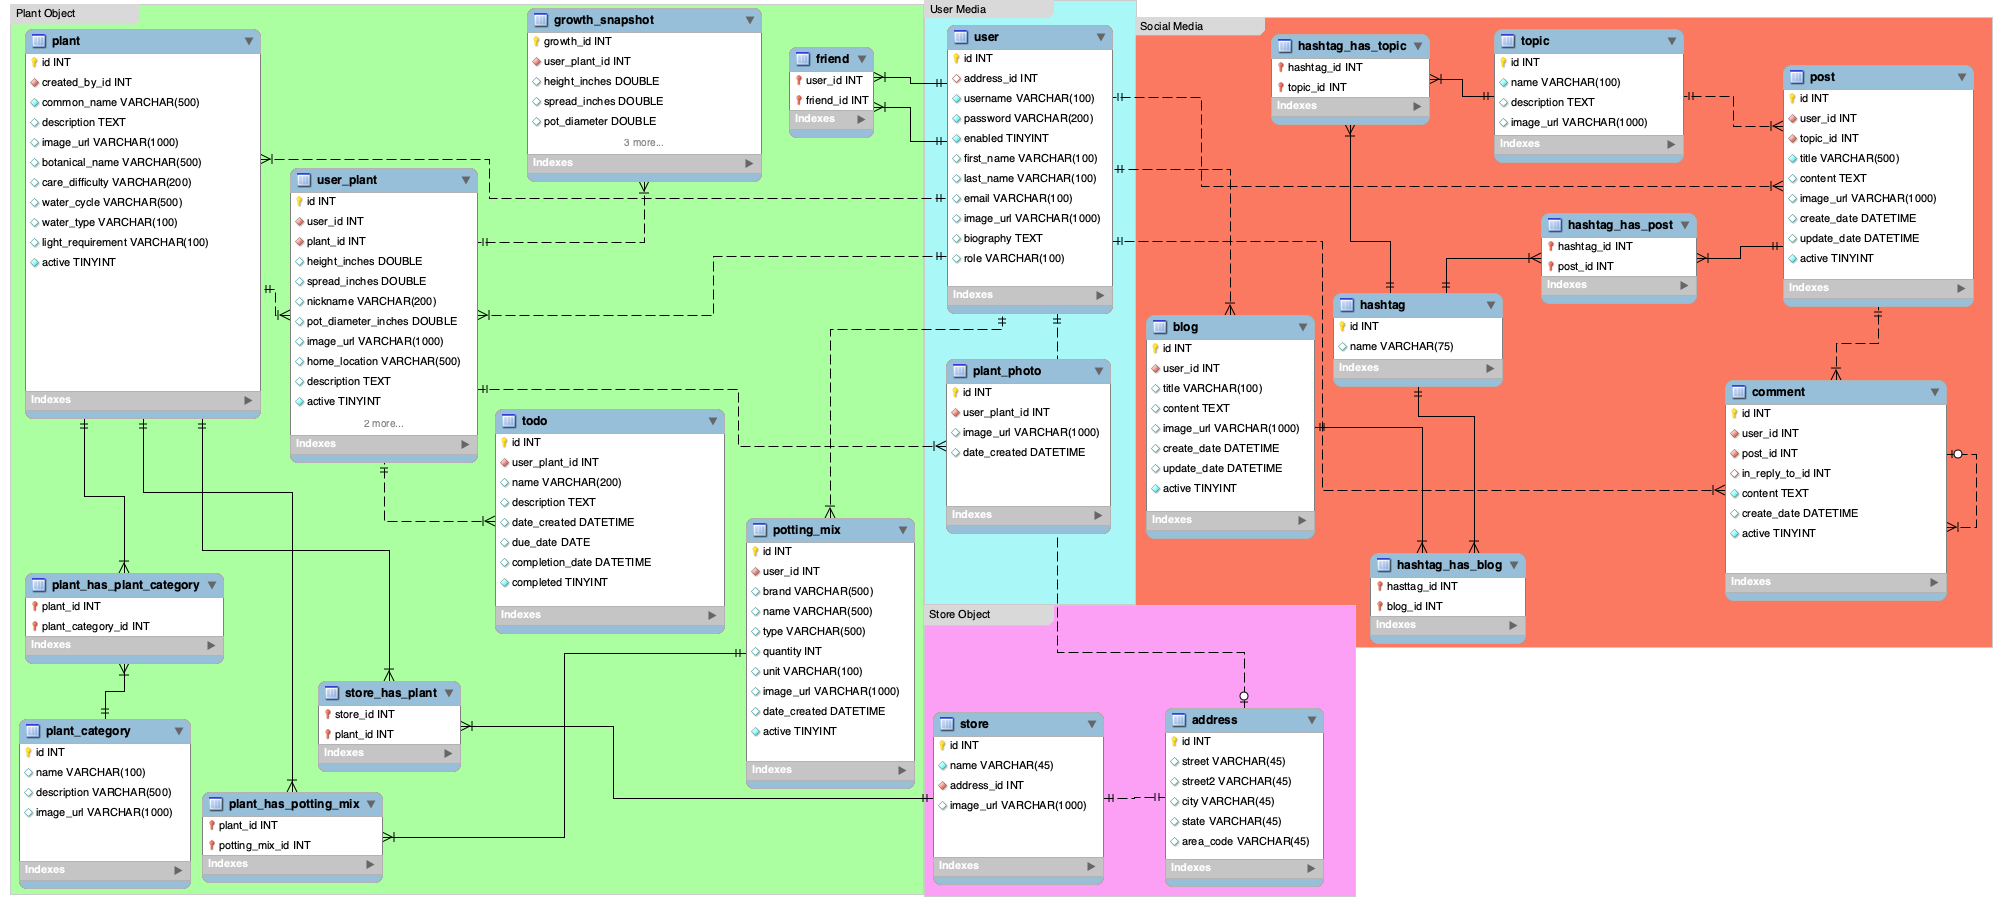 Plant Object
plant
id INT
created_by_id INT
common_name VARCHAR(500)
description TEXT
image_url VARCHAR(1000)
botanical_name VARCHAR(500)
care_difficulty VARCHAR(200)
water_cycle VARCHAR(500)
water_type VARCHAR(100)
light_requirement VARCHAR(100)
active TINYINT
Indexes
user_plant
id INT
user_id INT
plant_id INT
height_inches DOUBLE
spread_inches DOUBLE
nickname VARCHAR(200)
pot_diameter_inches DOUBLE
image_url VARCHAR(1000)
home_location VARCHAR(500)
description TEXT
active TINYINT
2 more...
Indexes
growth_snapshot
growth_id INT
user_plant_id INT
height_inches DOUBLE
spread_inches DOUBLE
pot_diameter DOUBLE
3 more...
Indexes
friend
user_id INT
friend_id INT
Indexes
todo
id INT
user_plant_id INT
name VARCHAR(200)
description TEXT
date_created DATETIME
due_date DATE
completion_date DATETIME
completed TINYINT
Indexes
potting_mix
id INT
user_id INT
brand VARCHAR(500)
name VARCHAR(500)
type VARCHAR(500)
quantity INT
unit VARCHAR(100)
image_url VARCHAR(1000)
date_created DATETIME
active TINYINT
Indexes
plant_has_plant_category
plant_id INT
plant_category_id INT
Indexes
plant_category
id INT
name VARCHAR(100)
description VARCHAR(500)
image_url VARCHAR(1000)
Indexes
store_has_plant
store_id INT
plant_id INT
Indexes
plant_has_potting_mix
plant_id INT
potting_mix_id INT
Indexes
User Media
user
id INT
address_id INT
username VARCHAR(100)
password VARCHAR(200)
enabled TINYINT
first_name VARCHAR(100)
last_name VARCHAR(100)
email VARCHAR(100)
image_url VARCHAR(1000)
biography TEXT
role VARCHAR(100)
Indexes
plant_photo
id INT
user_plant_id INT
image_url VARCHAR(1000)
date_created DATETIME
Indexes
Store Object
store
id INT
name VARCHAR(45)
address_id INT
image_url VARCHAR(1000)
Indexes
address
id INT
street VARCHAR(45)
street2 VARCHAR(45)
city VARCHAR(45)
state VARCHAR(45)
area_code VARCHAR(45)
Indexes
Social Media
hashtag_has_topic
hashtag_id INT
topic_id INT
Indexes
topic
id INT
name VARCHAR(100)
description TEXT
image_url VARCHAR(1000)
Indexes
post
id INT
user_id INT
topic_id INT
title VARCHAR(500)
content TEXT
image_url VARCHAR(1000)
create_date DATETIME
update_date DATETIME
active TINYINT
Indexes
hashtag_has_post
hashtag_id INT
post_id INT
Indexes
hashtag
id INT
name VARCHAR(75)
Indexes
blog
id INT
user_id INT
title VARCHAR(100)
content TEXT
image_url VARCHAR(1000)
create_date DATETIME
update_date DATETIME
active TINYINT
Indexes
comment
id INT
user_id INT
post_id INT
in_reply_to_id INT
content TEXT
create_date DATETIME
active TINYINT
Indexes
hashtag_has_blog
hasttag_id INT
blog_id INT
Indexes